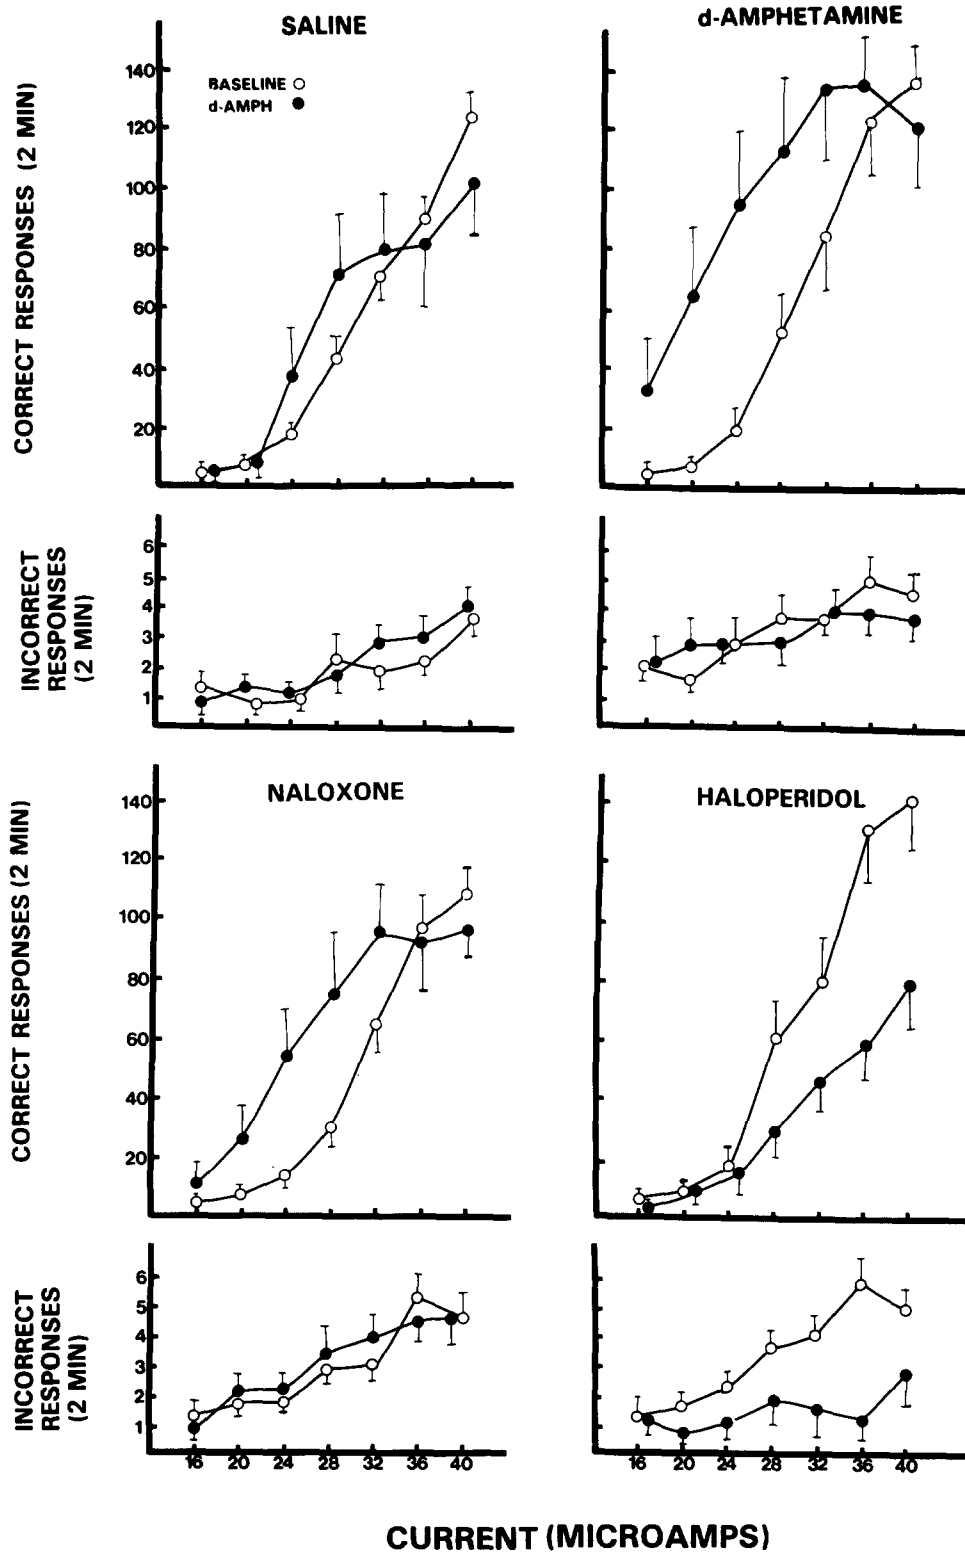 SALINE
d-AMPHETAMINE
BASELINE
d-AMPH
CORRECT RESPONSES (2 MIN)
140
120
100
80
60
40
20
INCORRECT
RESPONSES
(2 MIN)
6
5
4
3
2
1
NALOXONE
HALOPERIDOL
CORRECT RESPONSES (2 MIN)
140
120
100
80
60
40
20
INCORRECT
RESPONSES
(2 MIN)
6
5
4
3
2
1
16 20 24 28 32 36 40
16 20 24 28 32 36 40
CURRENT (MICROAMPS)